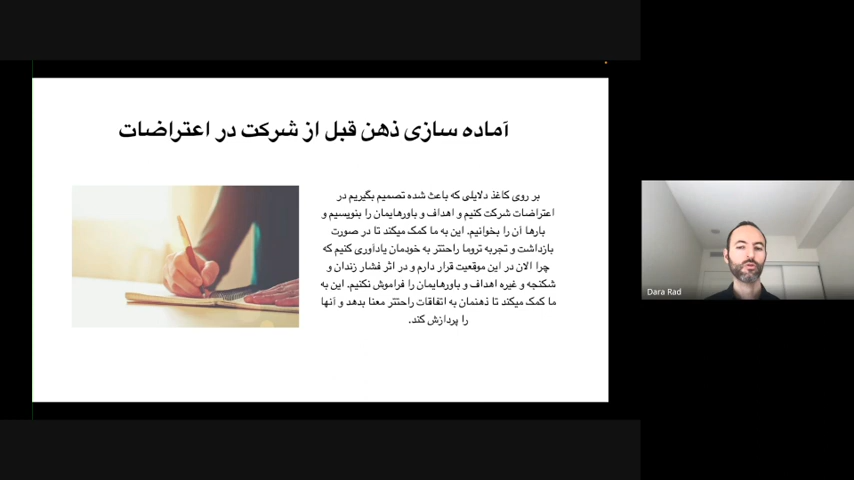 آماده سازی ذهن قبل از شرکت در اعتراضات
بر روی کاغذ دلایلی که باعث شده تصمیم بگیریم در
اعتراضات شرکت کنیم و اهداف و باورهایمان را بنویسیم و
بارها آن را بخوانیم. این به ما کمک میکند تا در صورت
بازداشت و تجربه تروما راحتتر به خودمان یادآوری کنیم که
چرا الان در این موقعیت قرار دارم و در اثر فشار زندان و
شکنجه و غیره اهداف و باورهایمان را فراموش نکنیم. این به
ما کمک میکند تا ذهنمان به اتفاقات راحتتر معنا بدهد و آنها
را پردازش کند.
Dara Rad